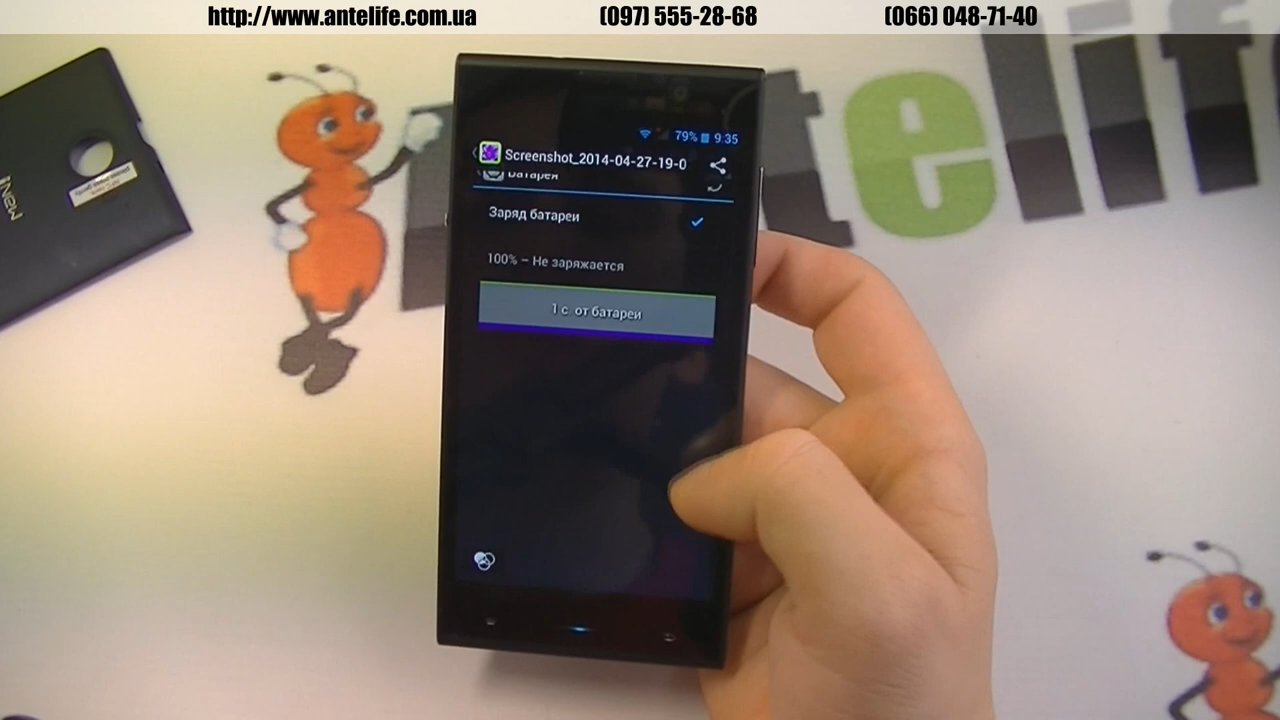 http://www.antelife.com.ua (097) 555-28-68 (066) 048-71-40
telife
79% 9:35
Screenshot_2014-04-27-19-0
Батарея
Заряд батареи
100% – Не заряжается
1 с от батареи